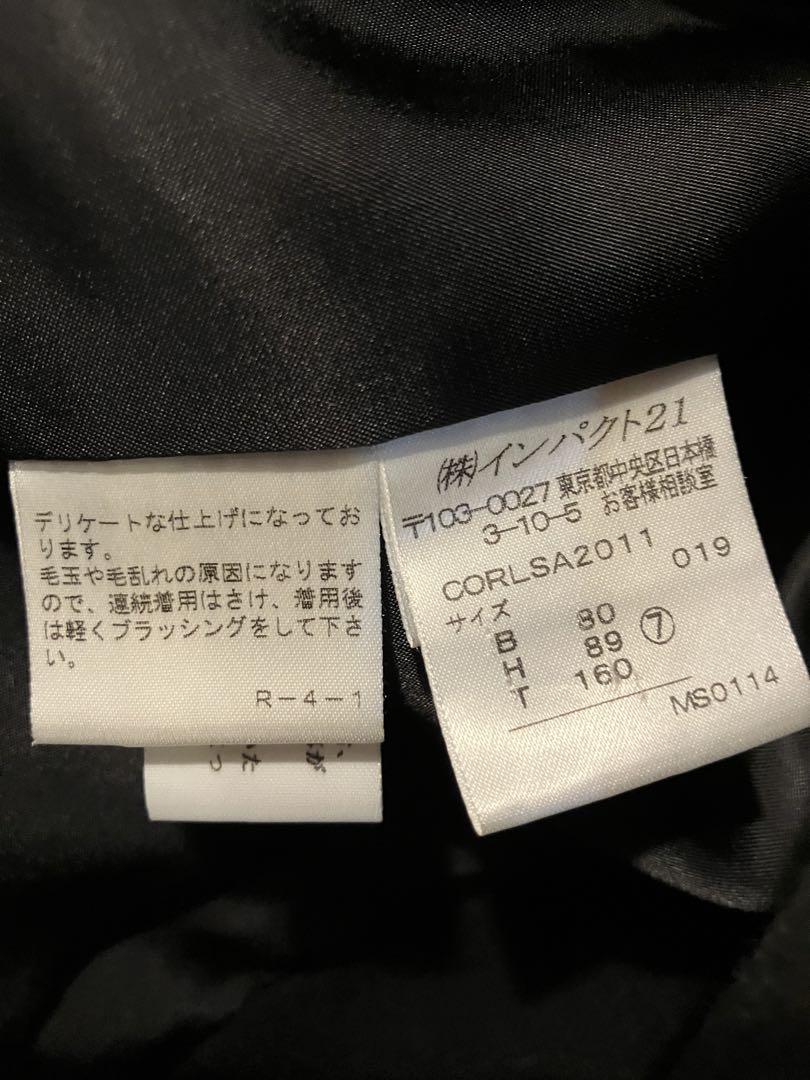 デリケートな仕上げになってお
ります。
毛玉や毛乱れの原因になります
ので、連続着用はさけ、着用後
は軽くブラッシングをして下さ
い。
R-4-1
(株)インパクト21
〒103-0027 東京都中央区日本橋
3-10-5 お客様相談室
CORLSA2011 019
サイズ
B 80
H 89 ⑦
T 160
MS0114